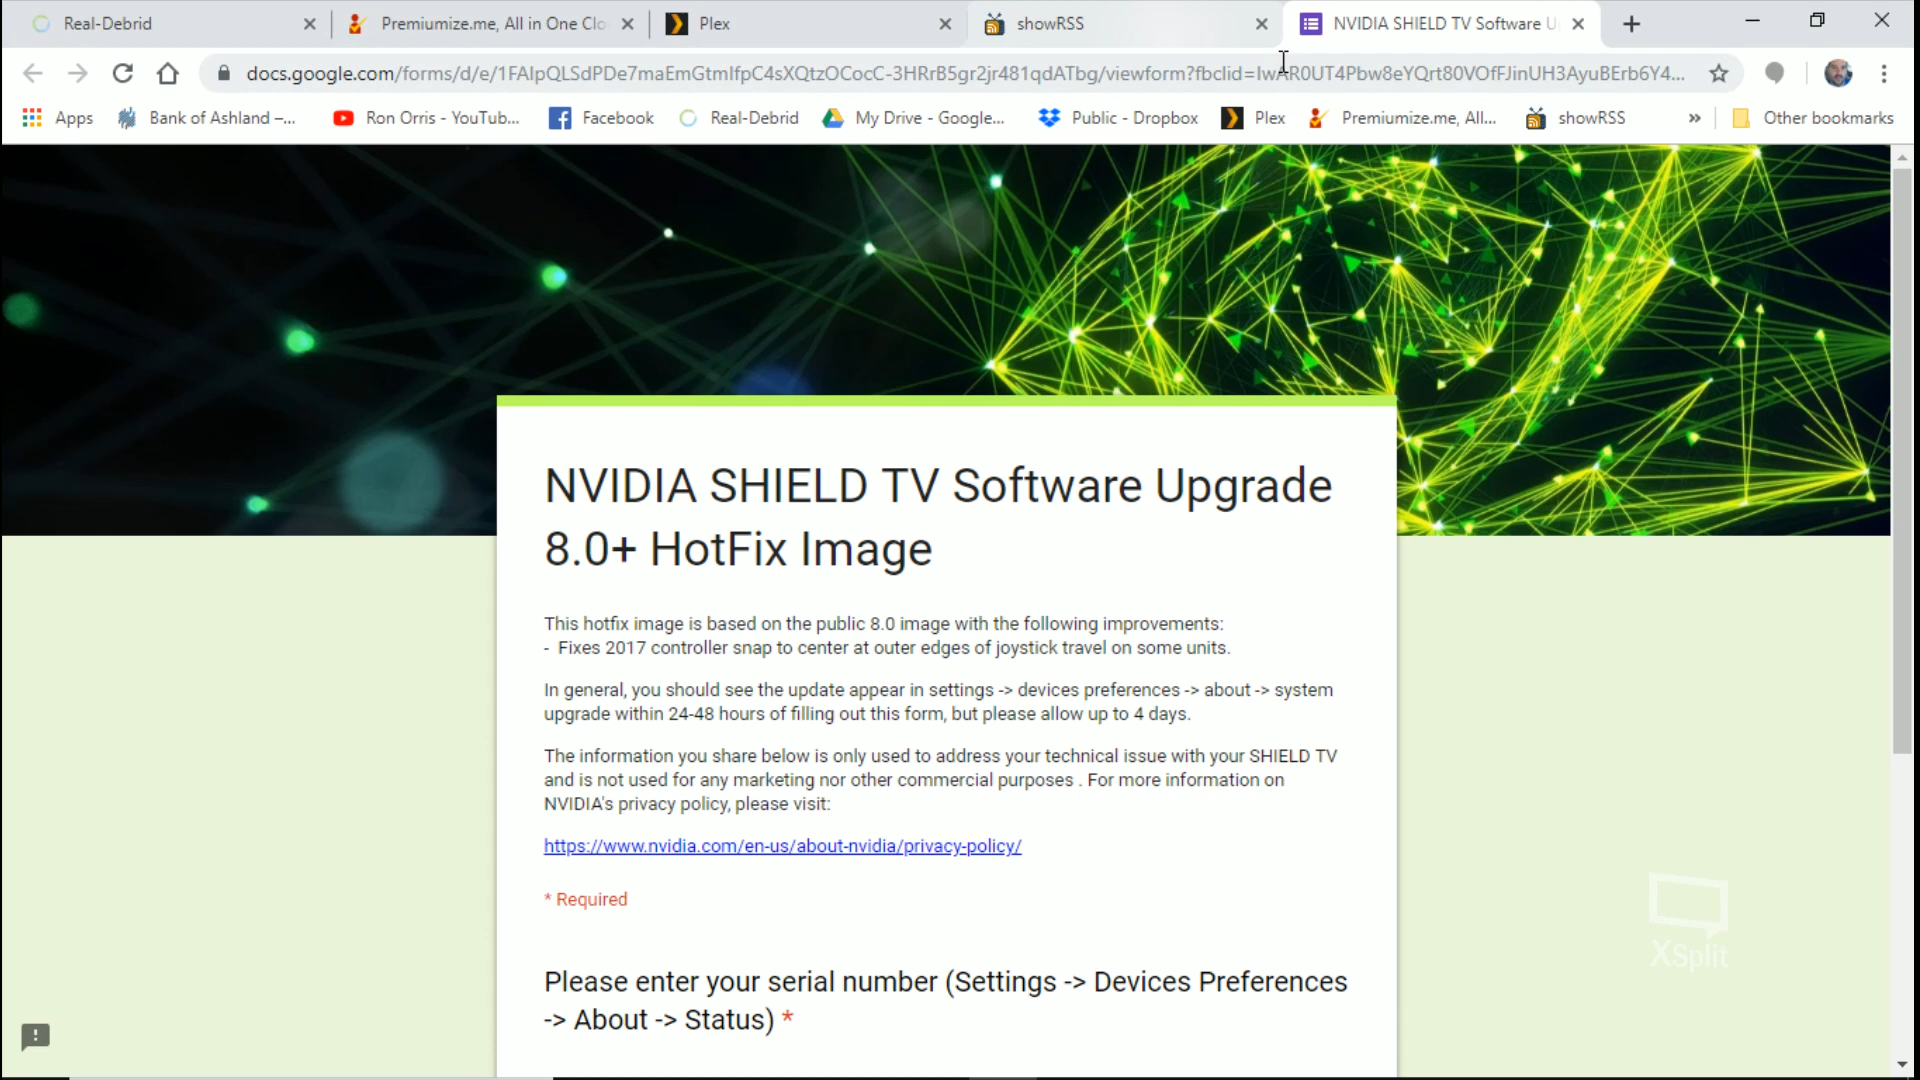 Real-Debrid
Premiumize.me, All in One Clo
Plex
showRSS
NVIDIA SHIELD TV Software U
docs.google.com/forms/d/e/1FAIpQLSdPDe7maEmGtmIfpC4sXQtzOCocC-3HRrB5gr2jr481qdATbg/viewform?fbclid=IwAR0UT4Pbw8eYQrt80VOfFJinUH3AyuBErb6Y4...
Apps
Bank of Ashland –...
Ron Orris - YouTub...
Facebook
Real-Debrid
My Drive - Google...
Public - Dropbox
Plex
Premiumize.me, All...
showRSS
»
Other bookmarks
NVIDIA SHIELD TV Software Upgrade
8.0+ HotFix Image
This hotfix image is based on the public 8.0 image with the following improvements:
- Fixes 2017 controller snap to center at outer edges of joystick travel on some units.
In general, you should see the update appear in settings -> devices preferences -> about -> system
upgrade within 24-48 hours of filling out this form, but please allow up to 4 days.
The information you share below is only used to address your technical issue with your SHIELD TV
and is not used for any marketing nor other commercial purposes . For more information on
NVIDIA's privacy policy, please visit:
https://www.nvidia.com/en-us/about-nvidia/privacy-policy/
* Required
XSplit
Please enter your serial number (Settings -> Devices Preferences
-> About -> Status) *